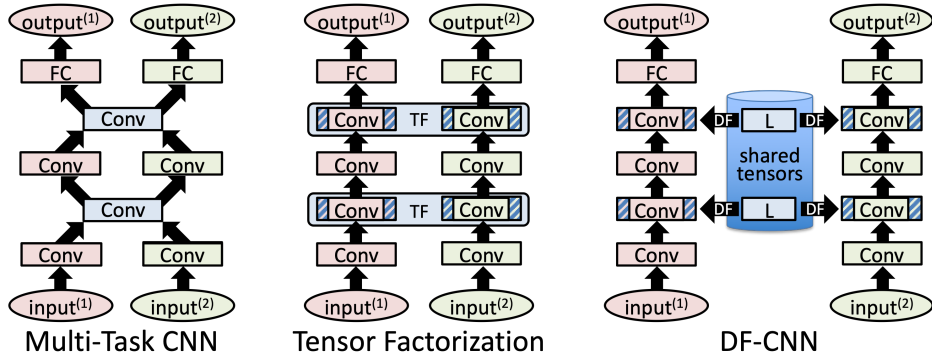 output(1) output(2)
FC FC
Conv
Conv Conv
Conv
Conv Conv
input(1) input(2)
Multi-Task CNN
output(1) output(2)
FC FC
Conv TF Conv
Conv Conv
Conv TF Conv
Conv Conv
input(1) input(2)
Tensor Factorization
output(1) output(2)
FC FC
Conv DF L DF Conv
Conv shared Conv
tensors
Conv DF L DF Conv
Conv Conv
input(1) input(2)
DF-CNN